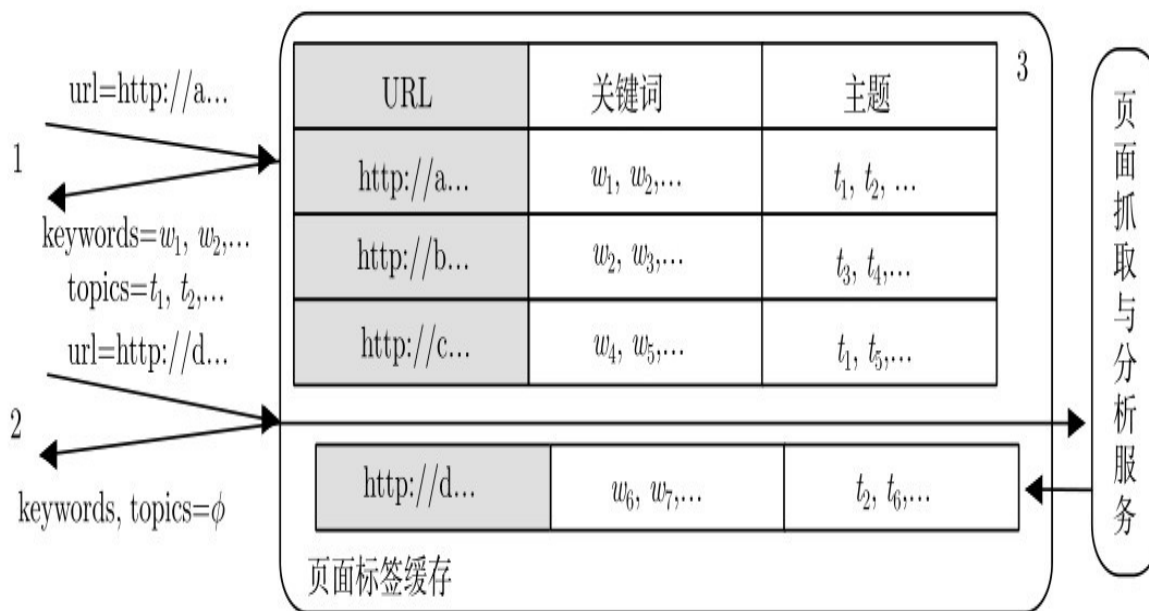 url=http://a...
1
keywords=w₁, w₂,...
topics=t₁, t₂,...
url=http://d...
2
keywords, topics=ϕ
3
URL 关键词 主题
http://a... w₁, w₂,... t₁, t₂, ...
http://b... w₂, w₃,... t₃, t₄,...
http://c... w₄, w₅,... t₁, t₅,...
http://d... w₆, w₇,... t₂, t₆,...
页面标签缓存
页面抓取与分析服务